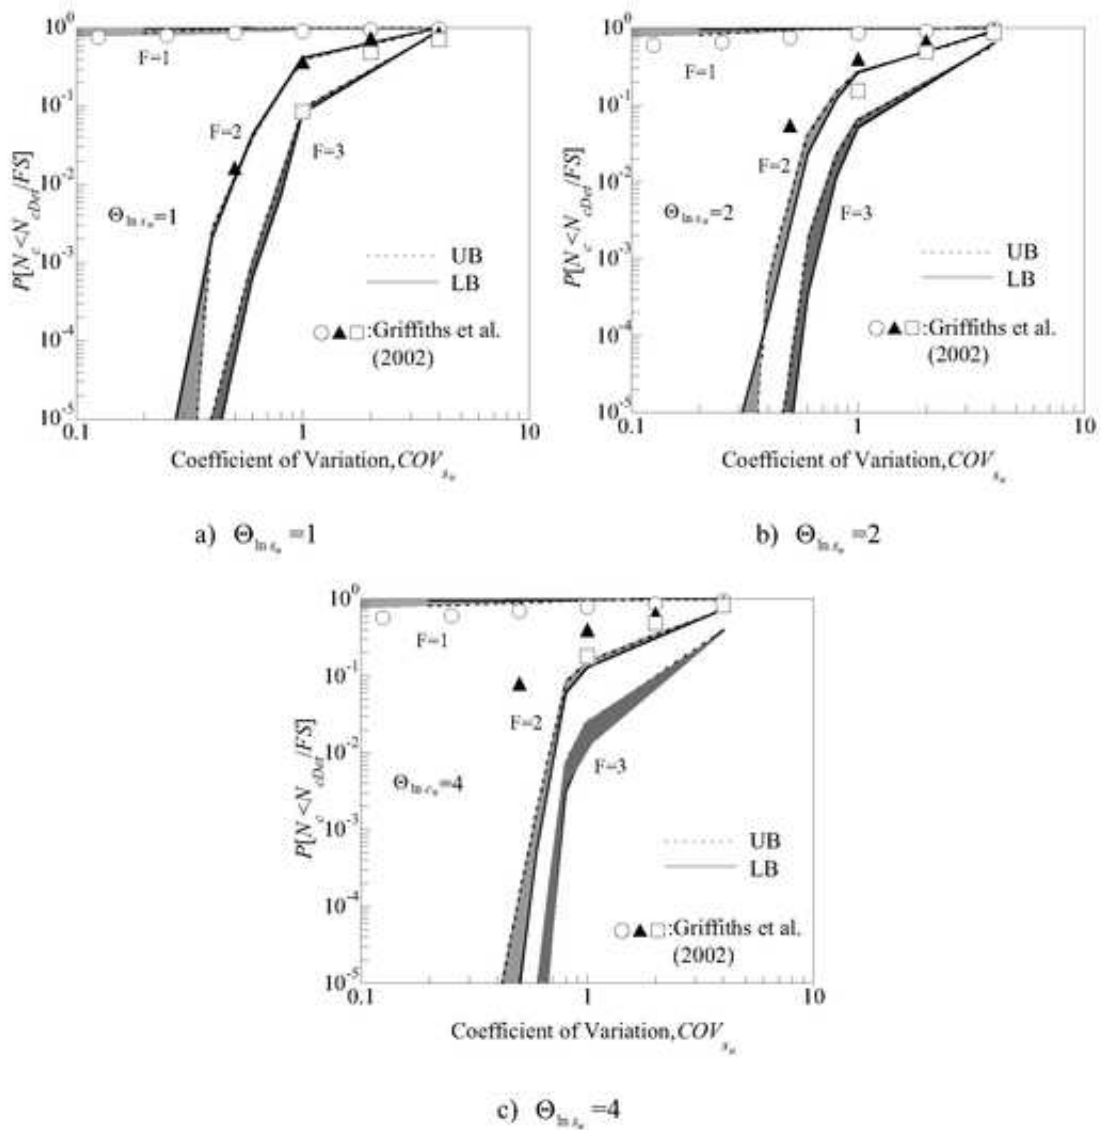 10⁰
10⁻¹
10⁻²
10⁻³
10⁻⁴
10⁻⁵
P[N_c<N_cDet/FS]
F=1
F=2
F=3
Θ_ln s_u=1
UB
LB
:Griffiths et al.
(2002)
0.1 1 10
Coefficient of Variation,COV_s_u
a) Θ_ln s_u =1
10⁰
10⁻¹
10⁻²
10⁻³
10⁻⁴
10⁻⁵
P[N_c<N_cDet/FS]
F=1
F=2
F=3
Θ_ln s_u=2
UB
LB
:Griffiths et al.
(2002)
0.1 1 10
Coefficient of Variation,COV_s_u
b) Θ_ln s_u =2
10⁰
10⁻¹
10⁻²
10⁻³
10⁻⁴
10⁻⁵
P[N_c<N_cDet/FS]
F=1
F=2
F=3
Θ_ln c_u=4
UB
LB
:Griffiths et al.
(2002)
0.1 1 10
Coefficient of Variation,COV_s_u
c) Θ_ln s_u =4